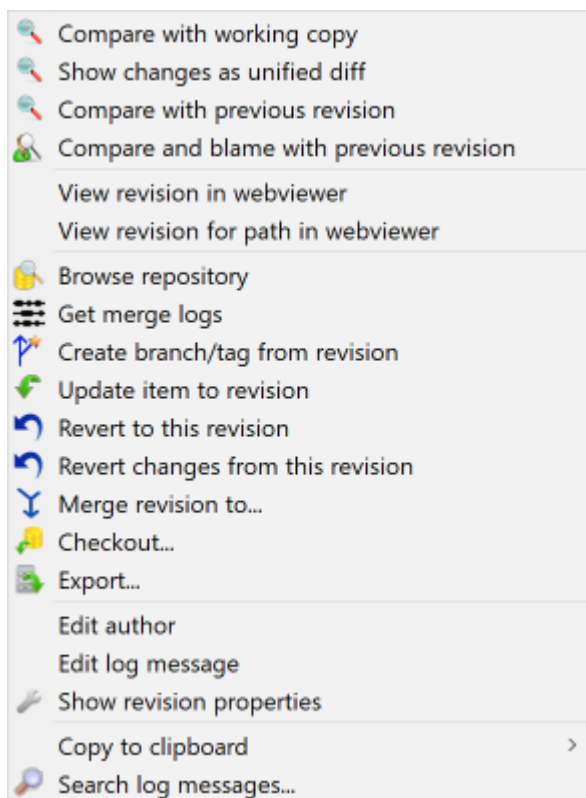 Compare with working copy
Show changes as unified diff
Compare with previous revision
Compare and blame with previous revision
View revision in webviewer
View revision for path in webviewer
Browse repository
Get merge logs
Create branch/tag from revision
Update item to revision
Revert to this revision
Revert changes from this revision
Merge revision to...
Checkout...
Export...
Edit author
Edit log message
Show revision properties
Copy to clipboard
Search log messages...